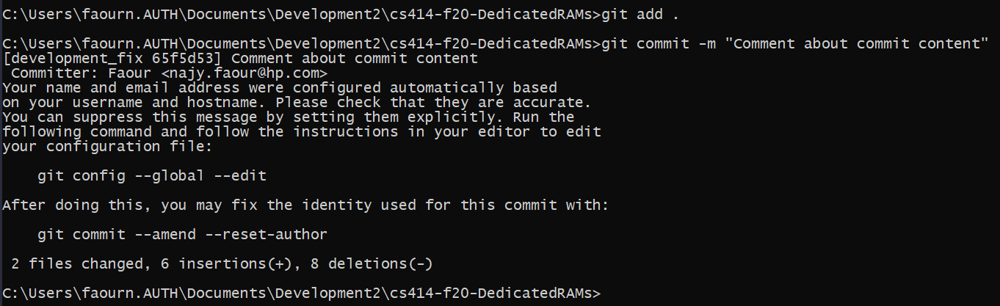 C:\Users\faourn.AUTH\Documents\Development2\cs414-f20-DedicatedRAMs>git add .
C:\Users\faourn.AUTH\Documents\Development2\cs414-f20-DedicatedRAMs>git commit -m "Comment about commit content"
[development_fix 65f5d53] Comment about commit content
 Committer: Faour <najy.faour@hp.com>
Your name and email address were configured automatically based
on your username and hostname. Please check that they are accurate.
You can suppress this message by setting them explicitly. Run the
following command and follow the instructions in your editor to edit
your configuration file:
    git config --global --edit
After doing this, you may fix the identity used for this commit with:
    git commit --amend --reset-author
 2 files changed, 6 insertions(+), 8 deletions(-)
C:\Users\faourn.AUTH\Documents\Development2\cs414-f20-DedicatedRAMs>